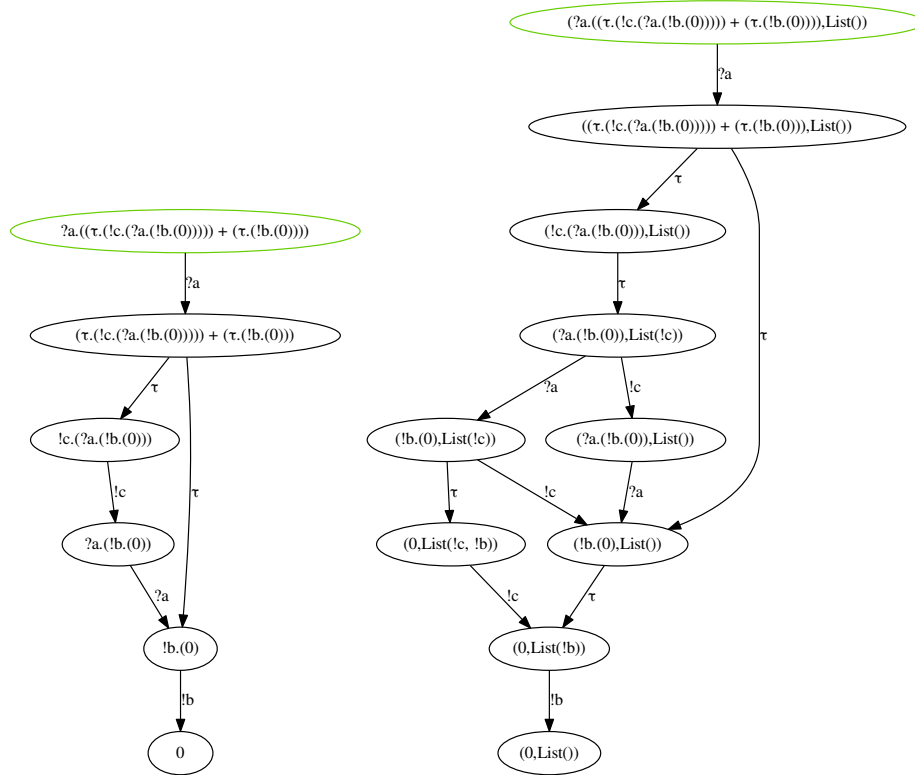 (?a.((τ.(!c.(?a.(!b.(0))))) + (τ.(!b.(0)))),List())
?a
((τ.(!c.(?a.(!b.(0))))) + (τ.(!b.(0))),List())
τ
(!c.(?a.(!b.(0))),List())
τ
τ
(?a.(!b.(0)),List(!c))
?a
!c
(!b.(0),List(!c))
(?a.(!b.(0)),List())
τ
!c
?a
(0,List(!c, !b))
(!b.(0),List())
!c
τ
(0,List(!b))
!b
(0,List())
?a.((τ.(!c.(?a.(!b.(0))))) + (τ.(!b.(0))))
?a
(τ.(!c.(?a.(!b.(0))))) + (τ.(!b.(0)))
τ
!c.(?a.(!b.(0)))
!c
τ
?a.(!b.(0))
?a
!b.(0)
!b
0